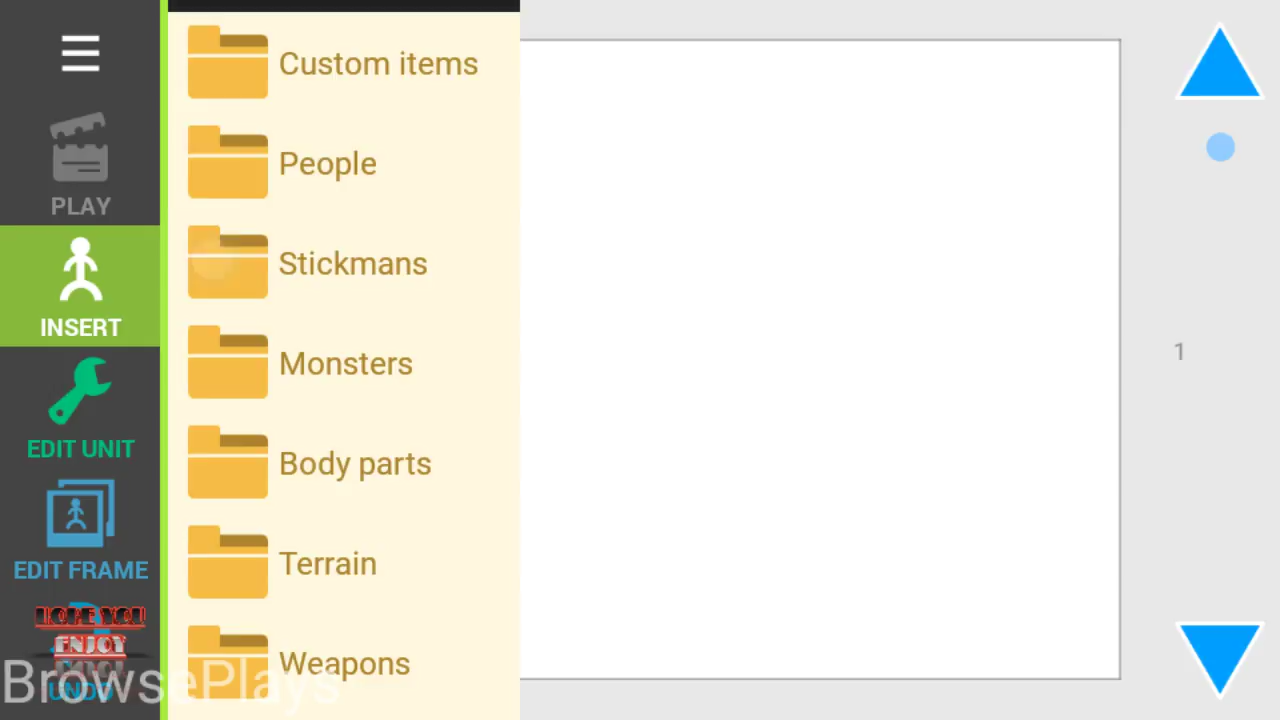 Custom items
People
PLAY
Stickmans
INSERT
Monsters
1
EDIT UNIT
Body parts
EDIT FRAME
Terrain
HOPE YOU
ENJOY
Weapons
BrowsePlays
UNDO